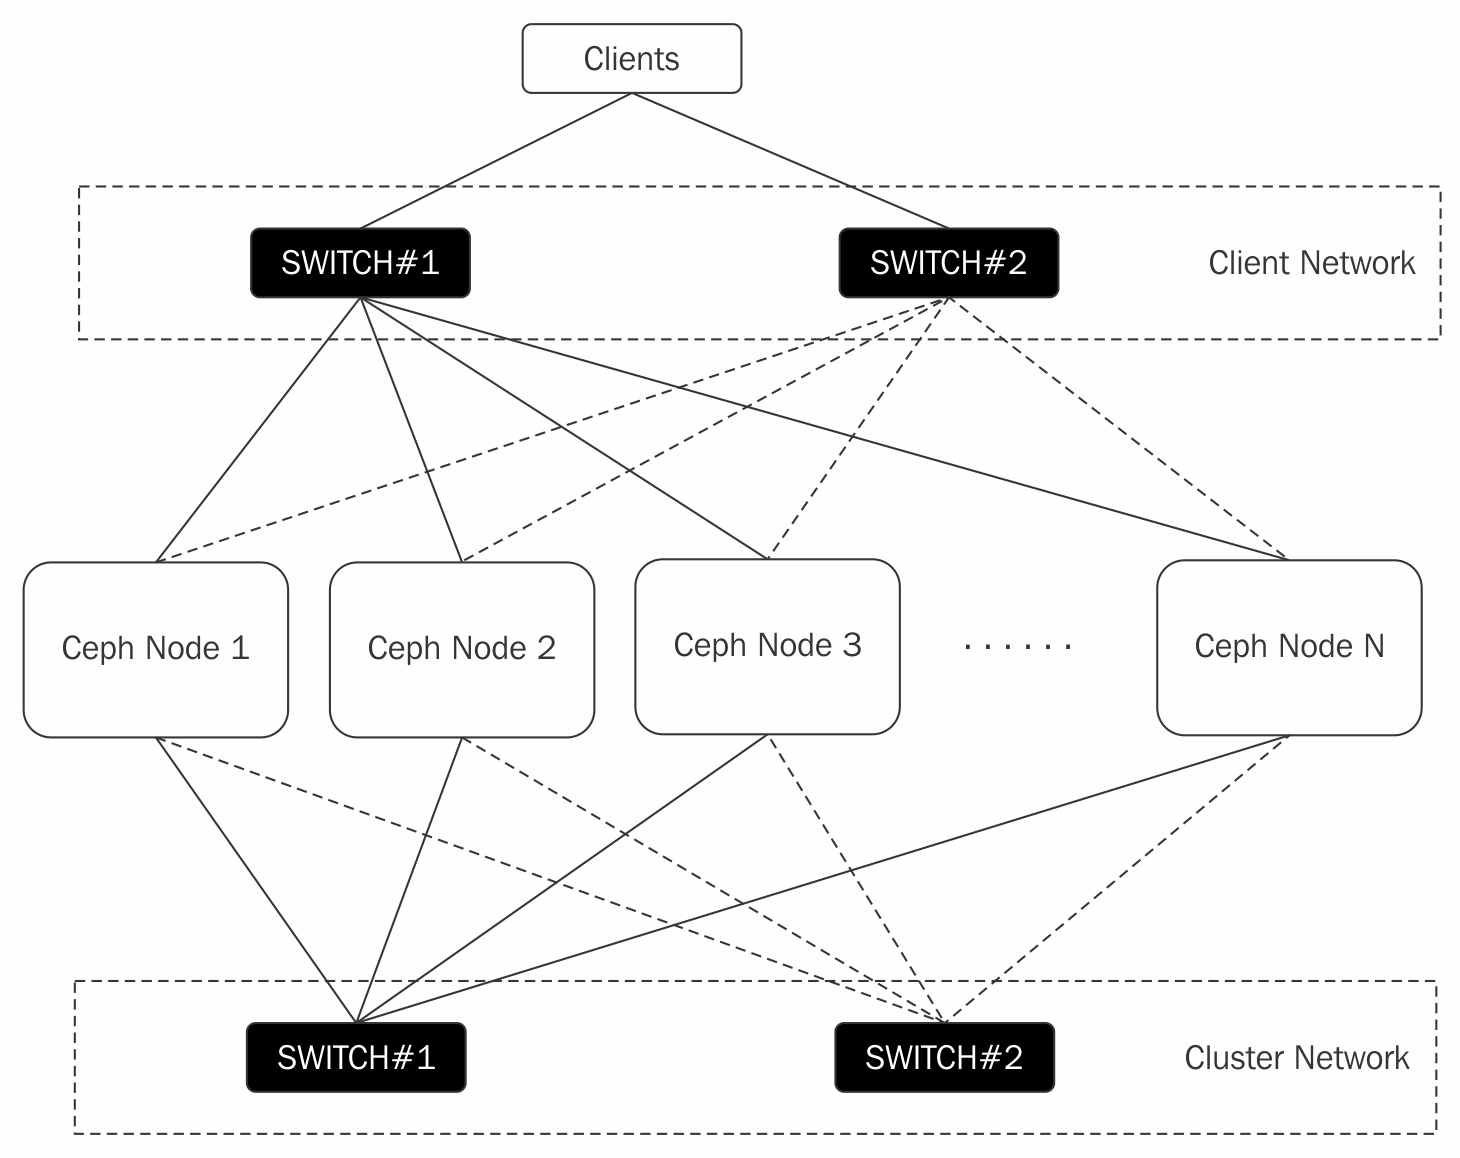 Clients
SWITCH#1
SWITCH#2
Client Network
Ceph Node 1
Ceph Node 2
Ceph Node 3
......
Ceph Node N
SWITCH#1
SWITCH#2
Cluster Network